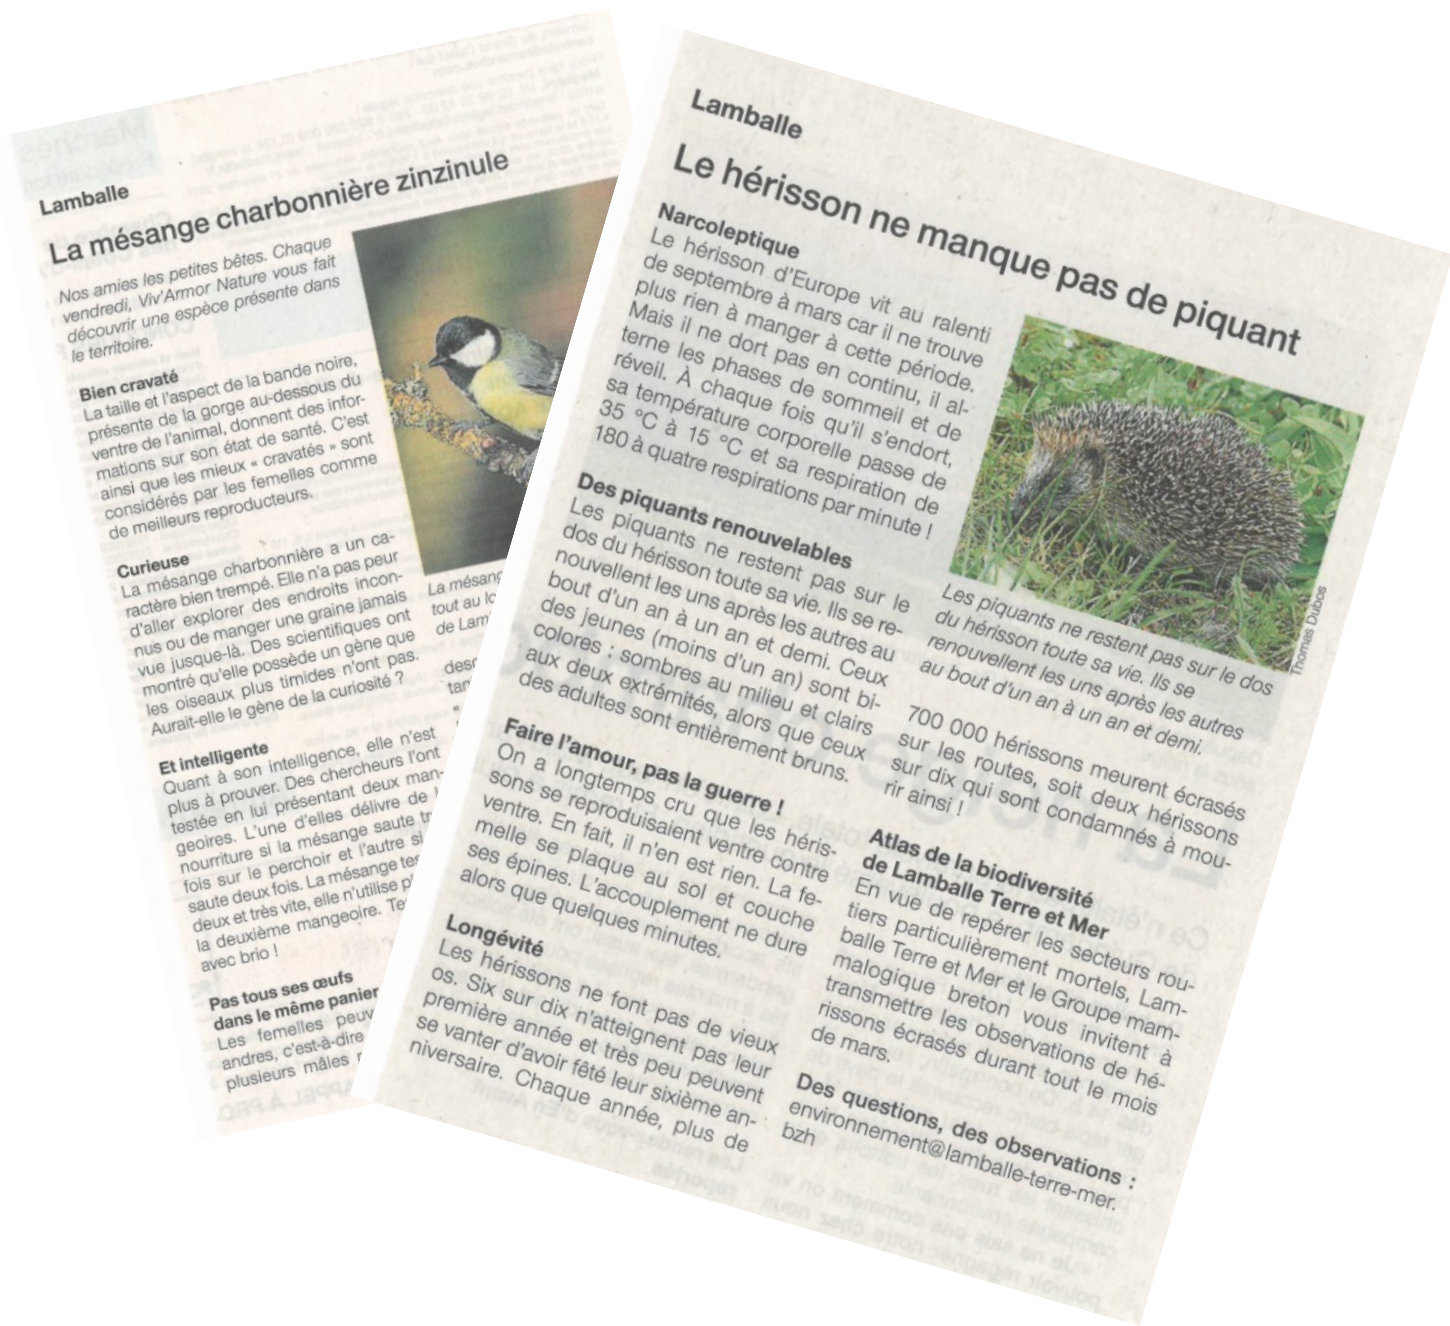 Lamballe
La mésange charbonnière zinzinule
Nos amies les petites bêtes. Chaque
vendredi, Viv'Armor Nature vous fait
découvrir une espèce présente dans
le territoire.
Bien cravaté
La taille et l'aspect de la bande noire,
présente de la gorge au-dessous du
ventre de l'animal, donnent des infor-
mations sur son état de santé. C'est
ainsi que les mieux « cravatés » sont
considérés par les femelles comme
de meilleurs reproducteurs.
Curieuse
La mésange charbonnière a un ca-
ractère bien trempé. Elle n'a pas peur
d'aller explorer des endroits incon-
nus ou de manger une graine jamais
vue jusque-là. Des scientifiques ont
montré qu'elle possède un gène que
les oiseaux plus timides n'ont pas.
Aurait-elle le gène de la curiosité ?
Et intelligente
Quant à son intelligence, elle n'est
plus à prouver. Des chercheurs l'ont
testée en lui présentant deux man-
geoires. L'une d'elles délivre de
nourriture si la mésange saute
fois sur le perchoir et l'autre si
saute deux fois. La mésange
deux et très vite, elle n'utilise
la deuxième mangeoire.
avec brio !
Pas tous ses œufs
dans le même panier
Les femelles
andres, c'est-à-dire
plusieurs mâles
La
tout au
de
Lamballe
Le hérisson ne manque pas de piquant
Narcoleptique
Le hérisson d'Europe vit au ralenti
de septembre à mars car il ne trouve
plus rien à manger à cette période.
Mais il ne dort pas en continu, il al-
terne les phases de sommeil et de
réveil. À chaque fois qu'il s'endort,
sa température corporelle passe de
35 °C à 15 °C et sa respiration de
180 à quatre respirations par minute !
Des piquants renouvelables
Les piquants ne restent pas sur le
dos du hérisson toute sa vie. Ils se re-
nouvellent les uns après les autres au
bout d'un an à un an et demi. Ceux
des jeunes (moins d'un an) sont bi-
colores : sombres au milieu et clairs
aux deux extrémités, alors que ceux
des adultes sont entièrement bruns.
Faire l'amour, pas la guerre !
On a longtemps cru que les héris-
sons se reproduisaient ventre contre
ventre. En fait, il n'en est rien. La fe-
melle se plaque au sol et couche
ses épines. L'accouplement ne dure
alors que quelques minutes.
Longévité
Les hérissons ne font pas de vieux
os. Six sur dix n'atteignent pas leur
première année et très peu peuvent
se vanter d'avoir fêté leur sixième an-
niversaire. Chaque année, plus de
Thomas Dubos
Les piquants ne restent pas sur le dos
du hérisson toute sa vie. Ils se
renouvellent les uns après les autres
au bout d'un an à un an et demi.
700 000 hérissons meurent écrasés
sur les routes, soit deux hérissons
sur dix qui sont condamnés à mou-
rir ainsi !
Atlas de la biodiversité
de Lamballe Terre et Mer
En vue de repérer les secteurs rou-
tiers particulièrement mortels, Lam-
balle Terre et Mer et le Groupe mam-
malogique breton vous invitent à
transmettre les observations de hé-
rissons écrasés durant tout le mois
de mars.
Des questions, des observations :
environnement@lamballe-terre-mer.
bzh